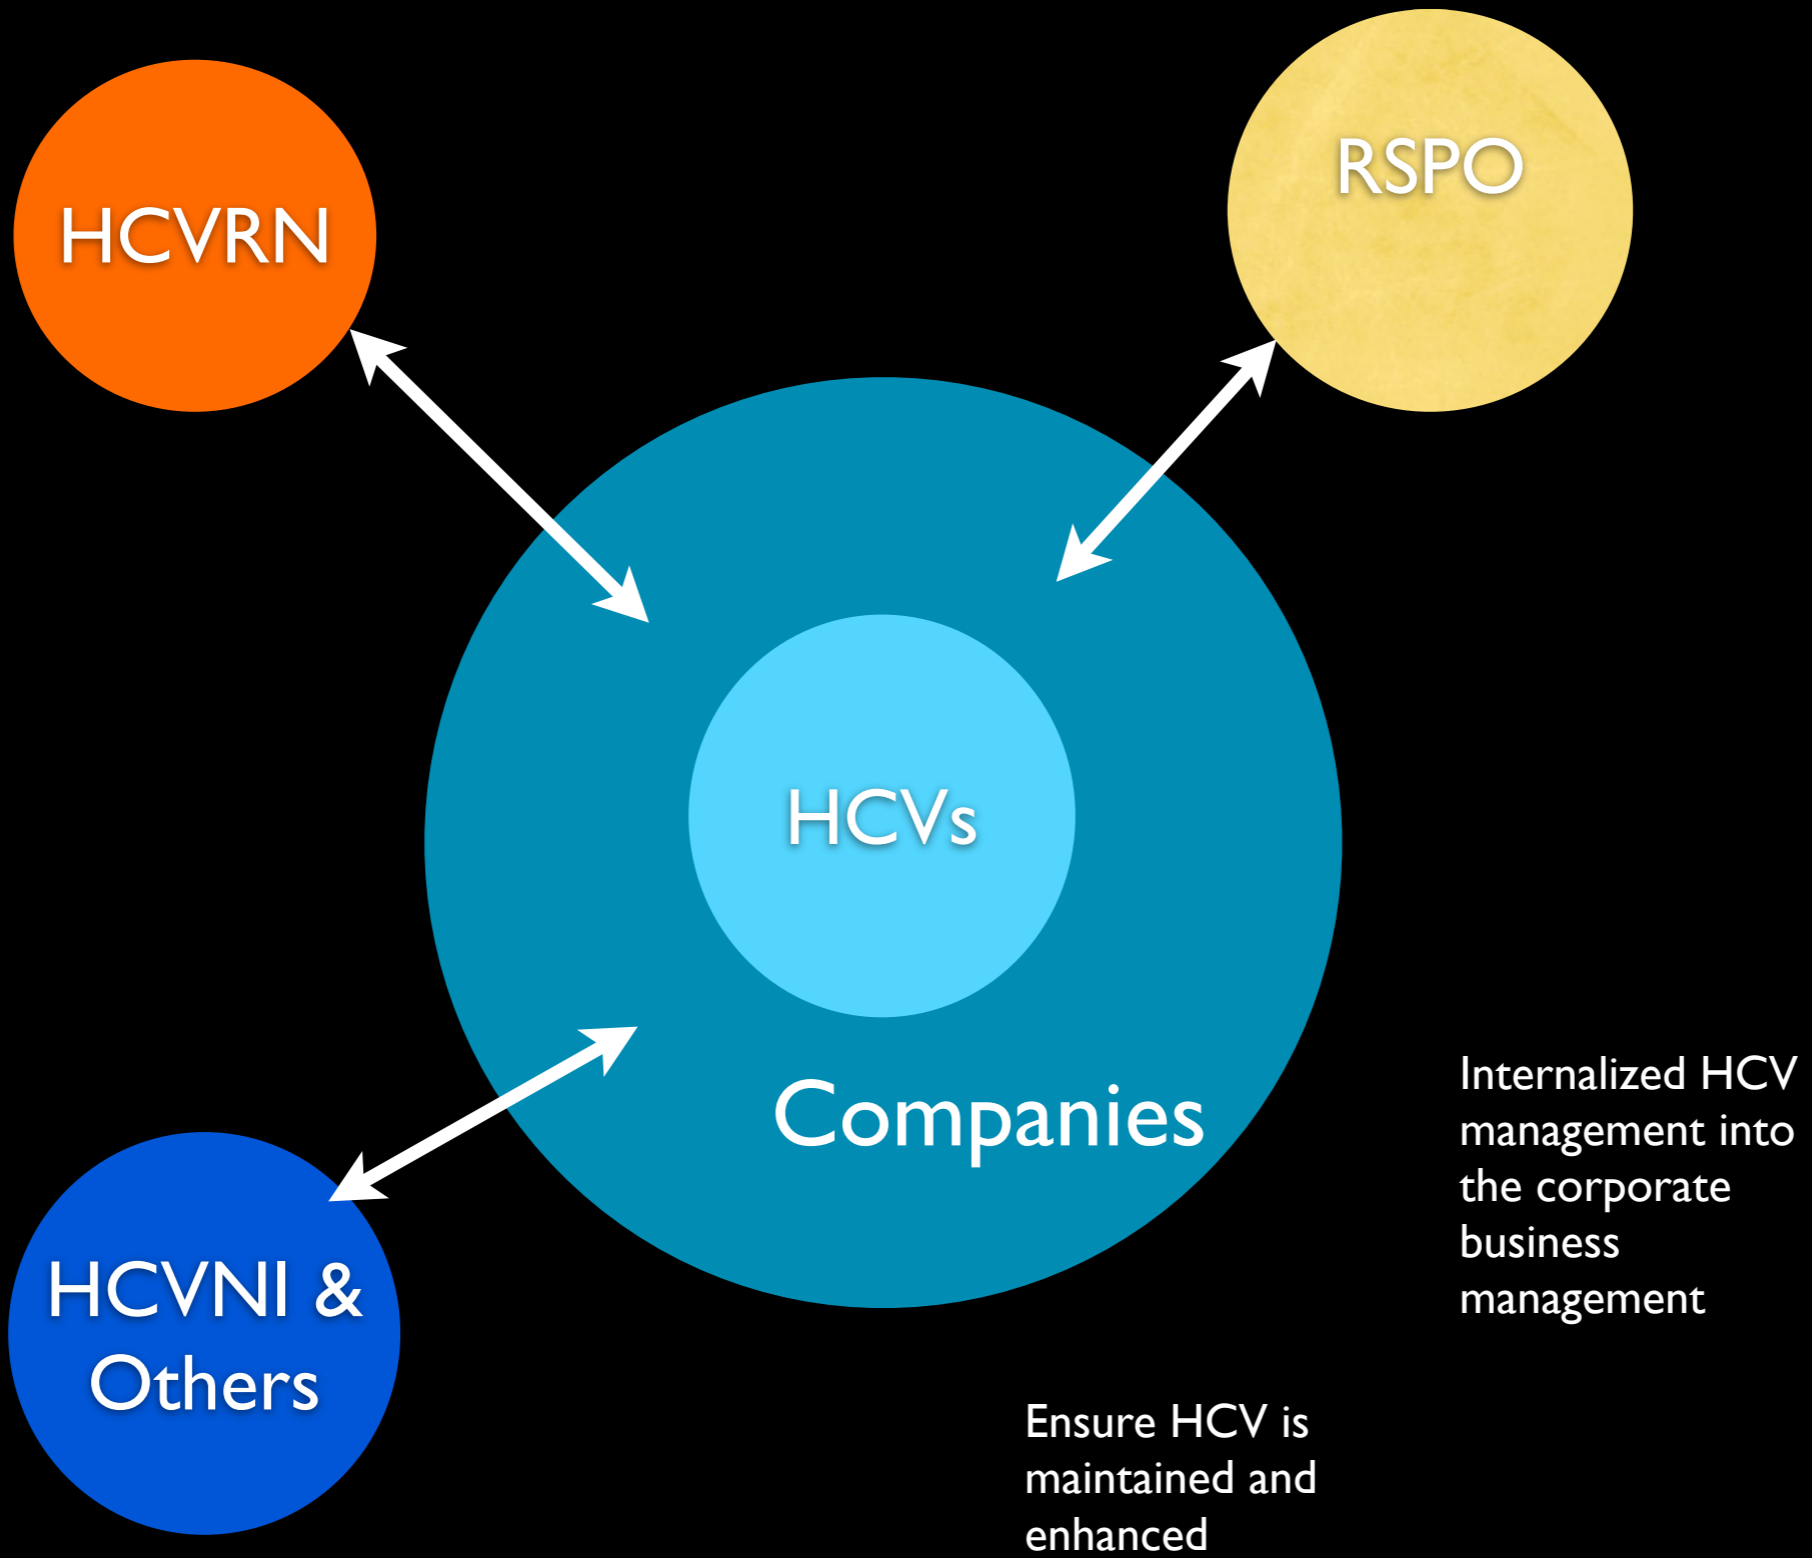 HCVRN
RSPO
HCVs
Companies
HCVNI &
Others
Internalized HCV
management into
the corporate
business
management
Ensure HCV is
maintained and
enhanced